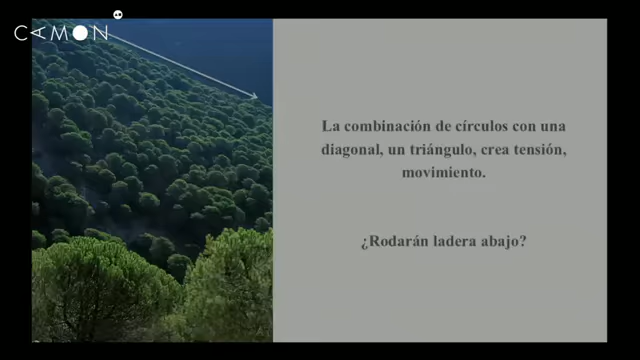 CAMON
La combinación de círculos con una
diagonal, un triángulo, crea tensión,
movimiento.
¿Rodarán ladera abajo?